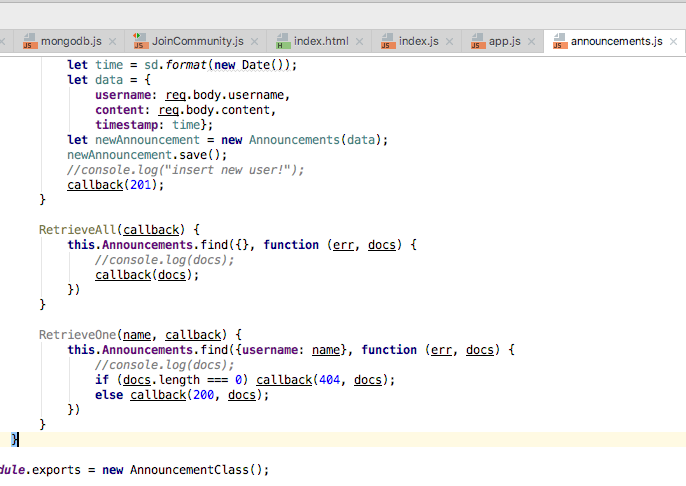 mongodb.js JoinCommunity.js index.html index.js app.js announcements.js
let time = sd.format(new Date());
let data = {
username: req.body.username,
content: req.body.content,
timestamp: time};
let newAnnouncement = new Announcements(data);
newAnnouncement.save();
//console.log("insert new user!");
callback(201);
}
RetrieveAll(callback) {
this.Announcements.find({}, function (err, docs) {
//console.log(docs);
callback(docs);
})
}
RetrieveOne(name, callback) {
this.Announcements.find({username: name}, function (err, docs) {
//console.log(docs);
if (docs.length === 0) callback(404, docs);
else callback(200, docs);
})
}
}
dule.exports = new AnnouncementClass();